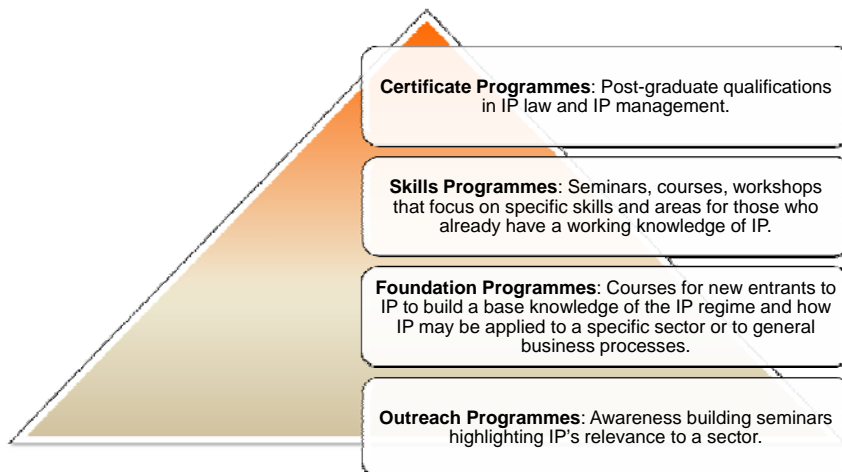 Certificate Programmes: Post-graduate qualifications
in IP law and IP management.
Skills Programmes: Seminars, courses, workshops
that focus on specific skills and areas for those who
already have a working knowledge of IP.
Foundation Programmes: Courses for new entrants to
IP to build a base knowledge of the IP regime and how
IP may be applied to a specific sector or to general
business processes.
Outreach Programmes: Awareness building seminars
highlighting IP's relevance to a sector.